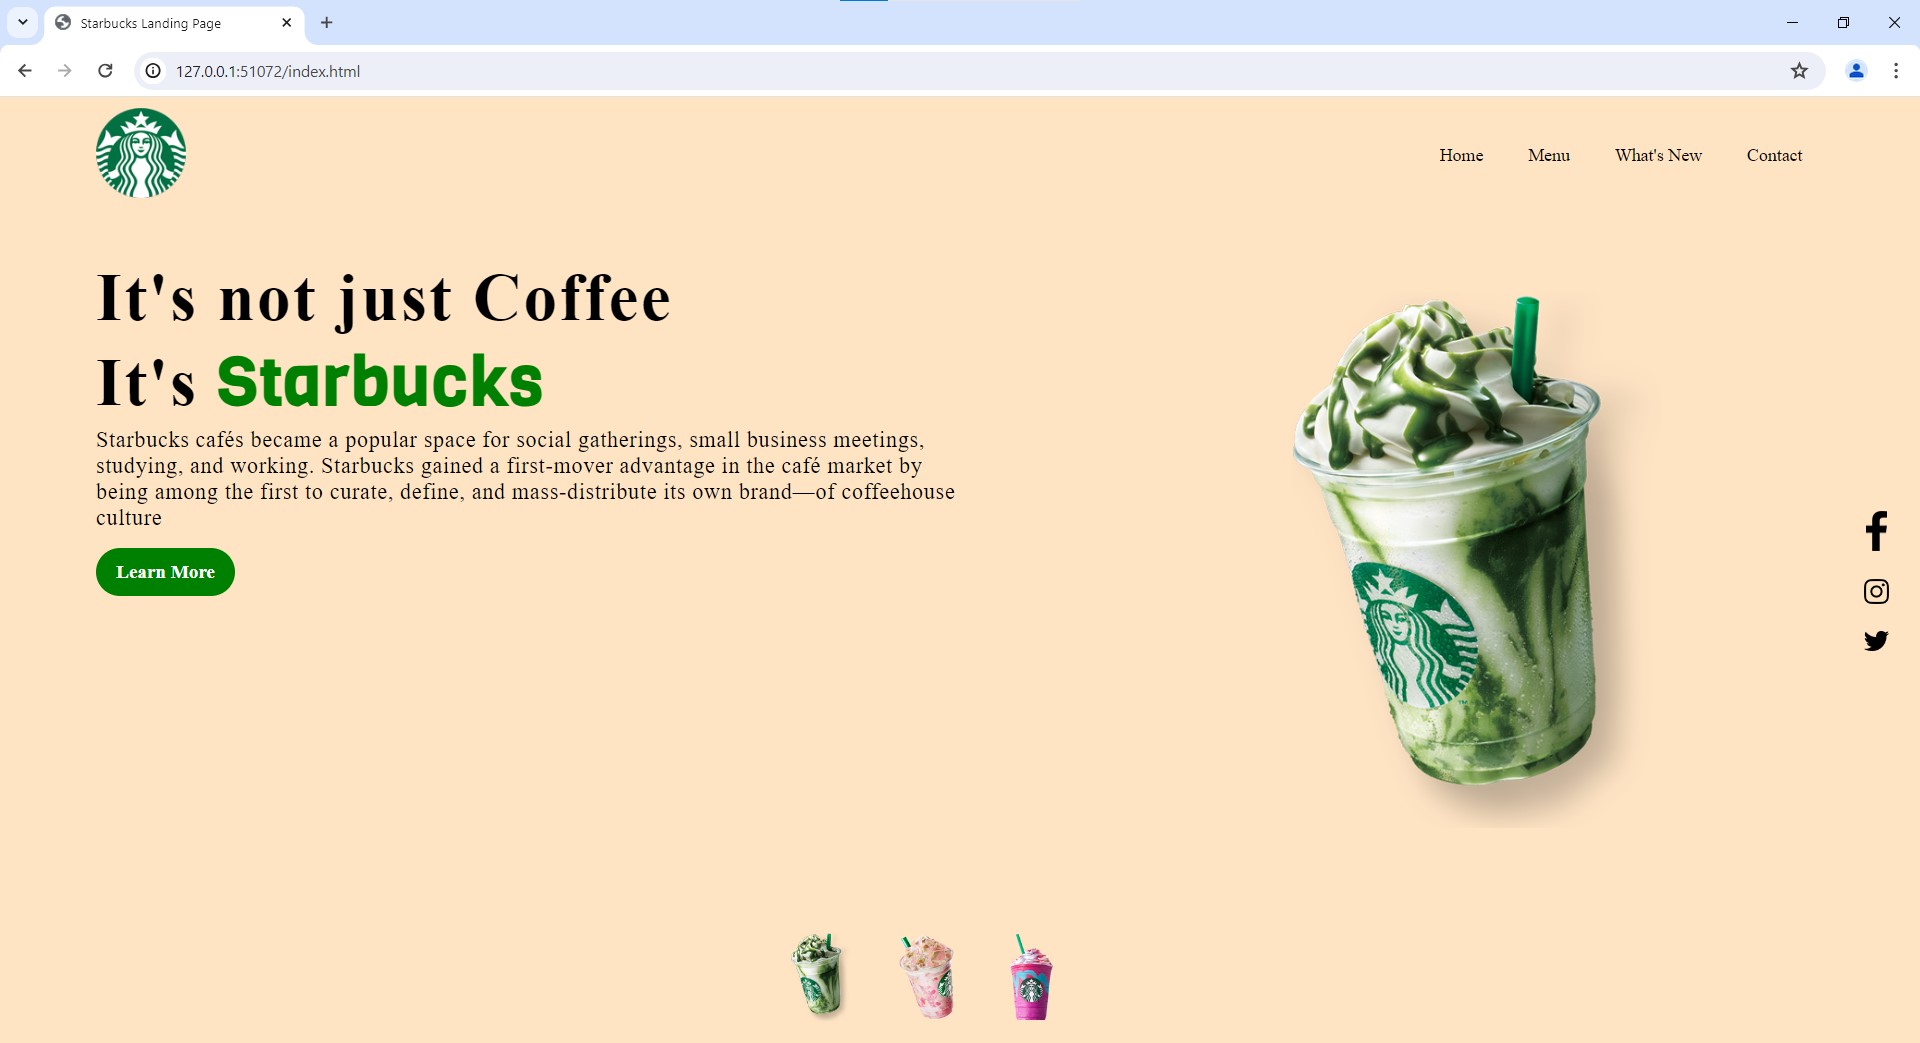 Starbucks Landing Page
127.0.0.1:51072/index.html
Home Menu What's New Contact
It's not just Coffee
It's Starbucks
Starbucks cafés became a popular space for social gatherings, small business meetings,
studying, and working. Starbucks gained a first-mover advantage in the café market by
being among the first to curate, define, and mass-distribute its own brand—of coffeehouse
culture
Learn More
TM